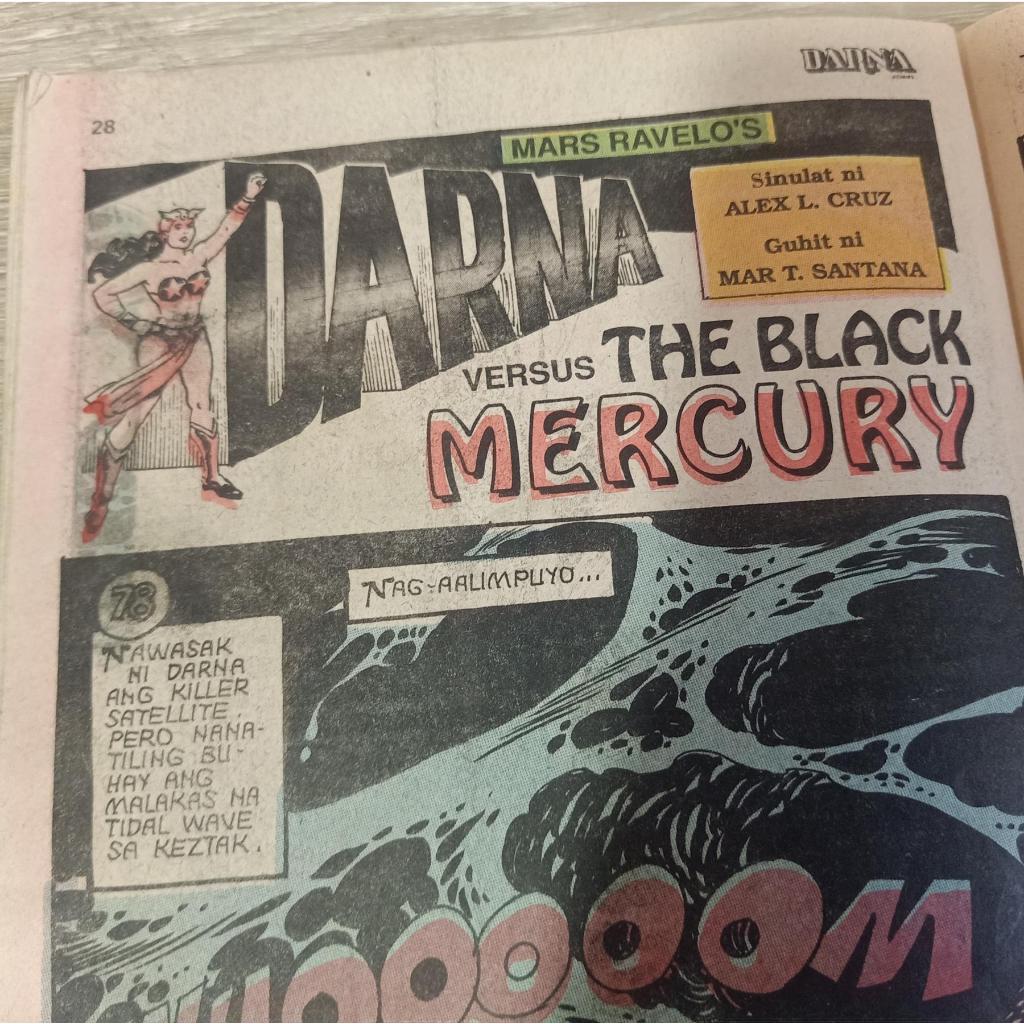 DARNA
28
MARS RAVELO'S
DARNA
Sinulat ni
ALEX L. CRUZ
Guhit ni
MAR T. SANTANA
VERSUS THE BLACK
MERCURY
78
NAWASAK
NI DARNA
ANG KILLER
SATELLITE.
PERO NANA-
TILING BU-
HAY ANG
MALAKAS NA
TIDAL WAVE
SA KEZTAK.
NAG-AALIMPUYO...